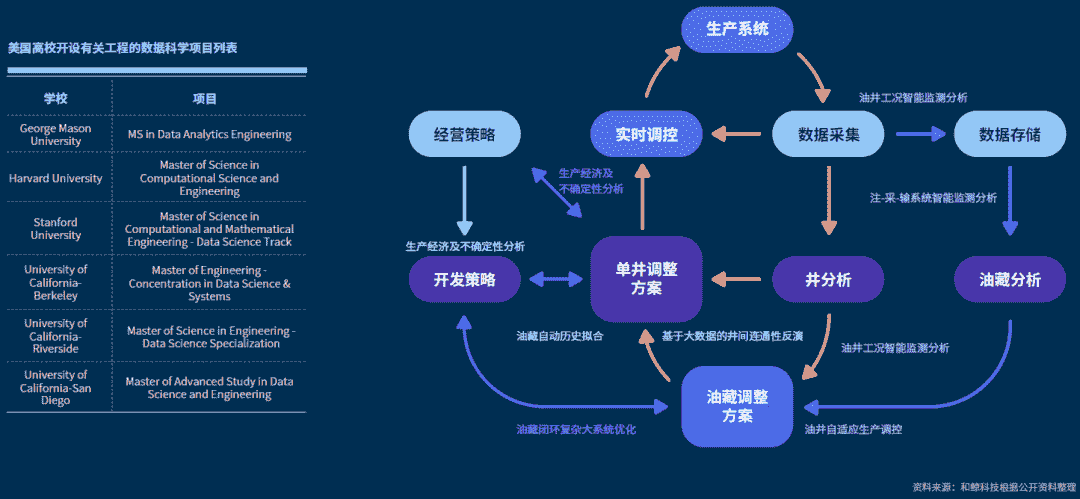 美国高校开设有关工程的数据科学项目列表
学校
项目
George Mason
University
MS in Data Analytics Engineering
Harvard University
Master of Science in
Computational Science and
Engineering
Stanford
University
Master of Science in
Computational and Mathematical
Engineering - Data Science Track
University of
California-
Berkeley
Master of Engineering -
Concentration in Data Science &
Systems
University of
California-
Riverside
Master of Science in Engineering -
Data Science Specialization
University of
California-San
Diego
Master of Advanced Study in Data
Science and Engineering
生产系统
油井工况智能监测分析
经营策略
实时调控
数据采集
数据存储
生产经济及
不确定性分析
注-采-输系统智能监测分析
生产经济及不确定性分析
开发策略
单井调整
方案
井分析
油藏分析
油藏自动历史拟合
基于大数据的井间连通性反演
油井工况智能监测分析
油藏调整
方案
油藏闭环复杂大系统优化
油井自适应生产调控
资料来源：和鲸科技根据公开资料整理